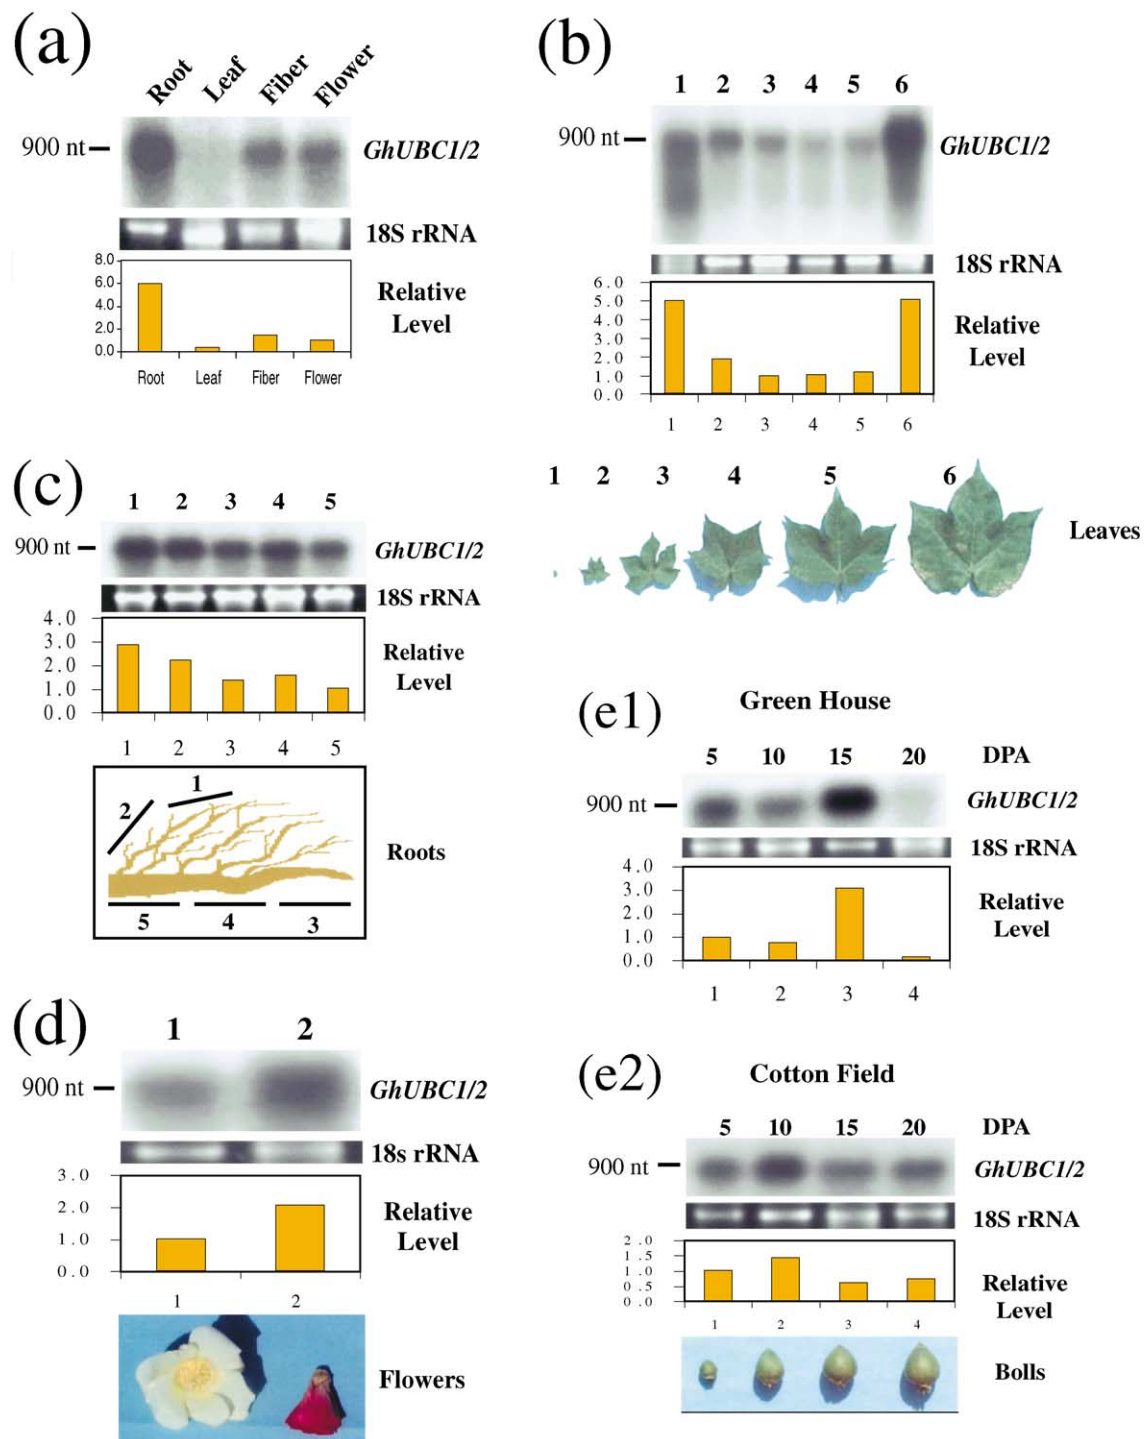 (a)
Root Leaf Fiber Flower
900 nt
GhUBC1/2
18S rRNA
8.0
6.0
4.0
2.0
0.0
Relative
Level
Root Leaf Fiber Flower
(b)
1 2 3 4 5 6
900 nt
GhUBC1/2
18S rRNA
6.0
5.0
4.0
3.0
2.0
1.0
0.0
Relative
Level
1 2 3 4 5 6
1 2 3 4 5 6
Leaves
(c)
1 2 3 4 5
900 nt
GhUBC1/2
18S rRNA
4.0
3.0
2.0
1.0
0.0
Relative
Level
1 2 3 4 5
1
2
5 4 3
Roots
(d)
1 2
900 nt
GhUBC1/2
18s rRNA
3.0
2.0
1.0
0.0
Relative
Level
1 2
Flowers
(e1)
Green House
5 10 15 20 DPA
900 nt
GhUBC1/2
18S rRNA
4.0
3.0
2.0
1.0
0.0
Relative
Level
1 2 3 4
(e2)
Cotton Field
5 10 15 20 DPA
900 nt
GhUBC1/2
18S rRNA
2.0
1.5
1.0
0.5
0.0
Relative
Level
1 2 3 4
Bolls